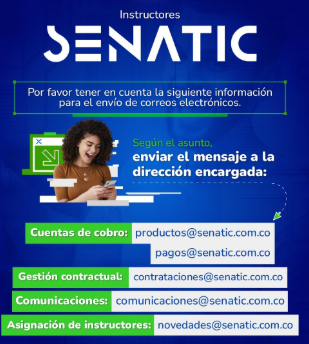 Instructores
SENATIC
Por favor tener en cuenta la siguiente información
para el envío de correos electrónicos.
Según el asunto,
enviar el mensaje a la
dirección encargada:
Cuentas de cobro: productos@senatic.com.co
pagos@senatic.com.co
Gestión contractual: contrataciones@senatic.com.co
Comunicaciones: comunicaciones@senatic.com.co
Asignación de instructores: novedades@senatic.com.co